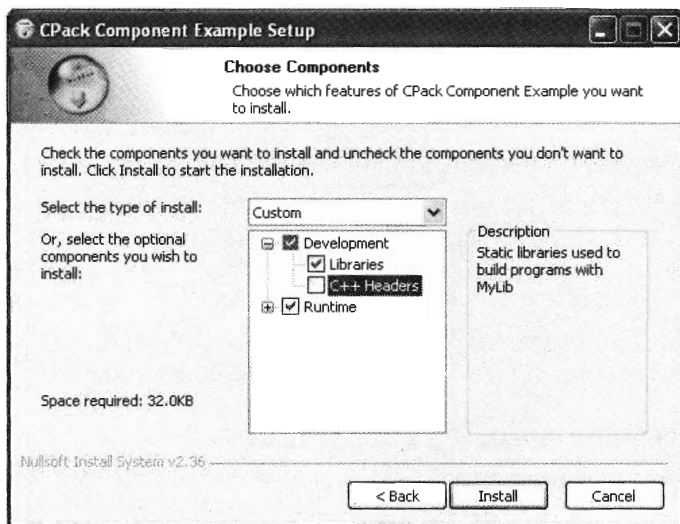 CPack Component Example Setup
Choose Components
Choose which features of CPack Component Example you want
to install.
Check the components you want to install and uncheck the components you don't want to
install. Click Install to start the installation.
Select the type of install:
Custom
Or, select the optional
components you wish to
install:
Development
Libraries
C++ Headers
Runtime
Description
Static libraries used to
build programs with
MyLib
Space required: 32.0KB
Nullsoft Install System v2.36
< Back
Install
Cancel